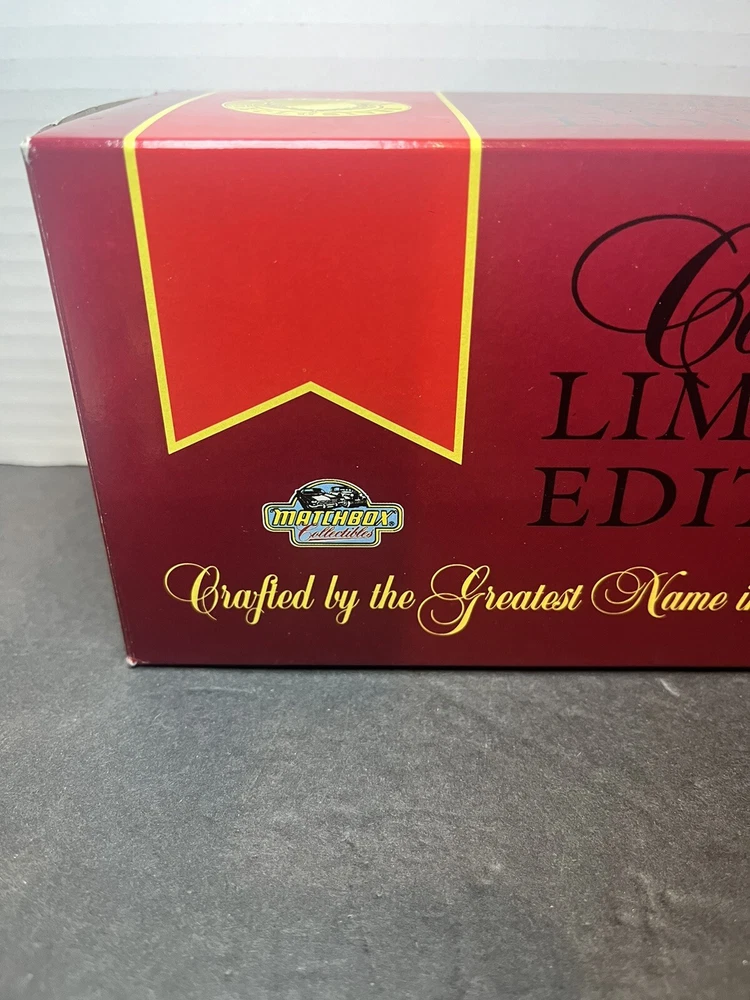 LIM
EDIT
MATCHBOX
Collectibles
Crafted by the Greatest Name i